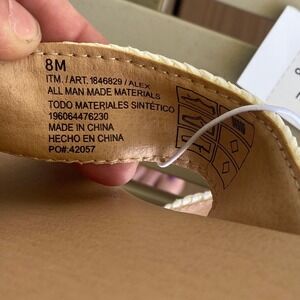 8M
ITM. / ART. 1846829 / ALEX
ALL MAN MADE MATERIALS
TODO MATERIALES SINTÉTICO
196064476230
MADE IN CHINA
HECHO EN CHINA
PO#:42057